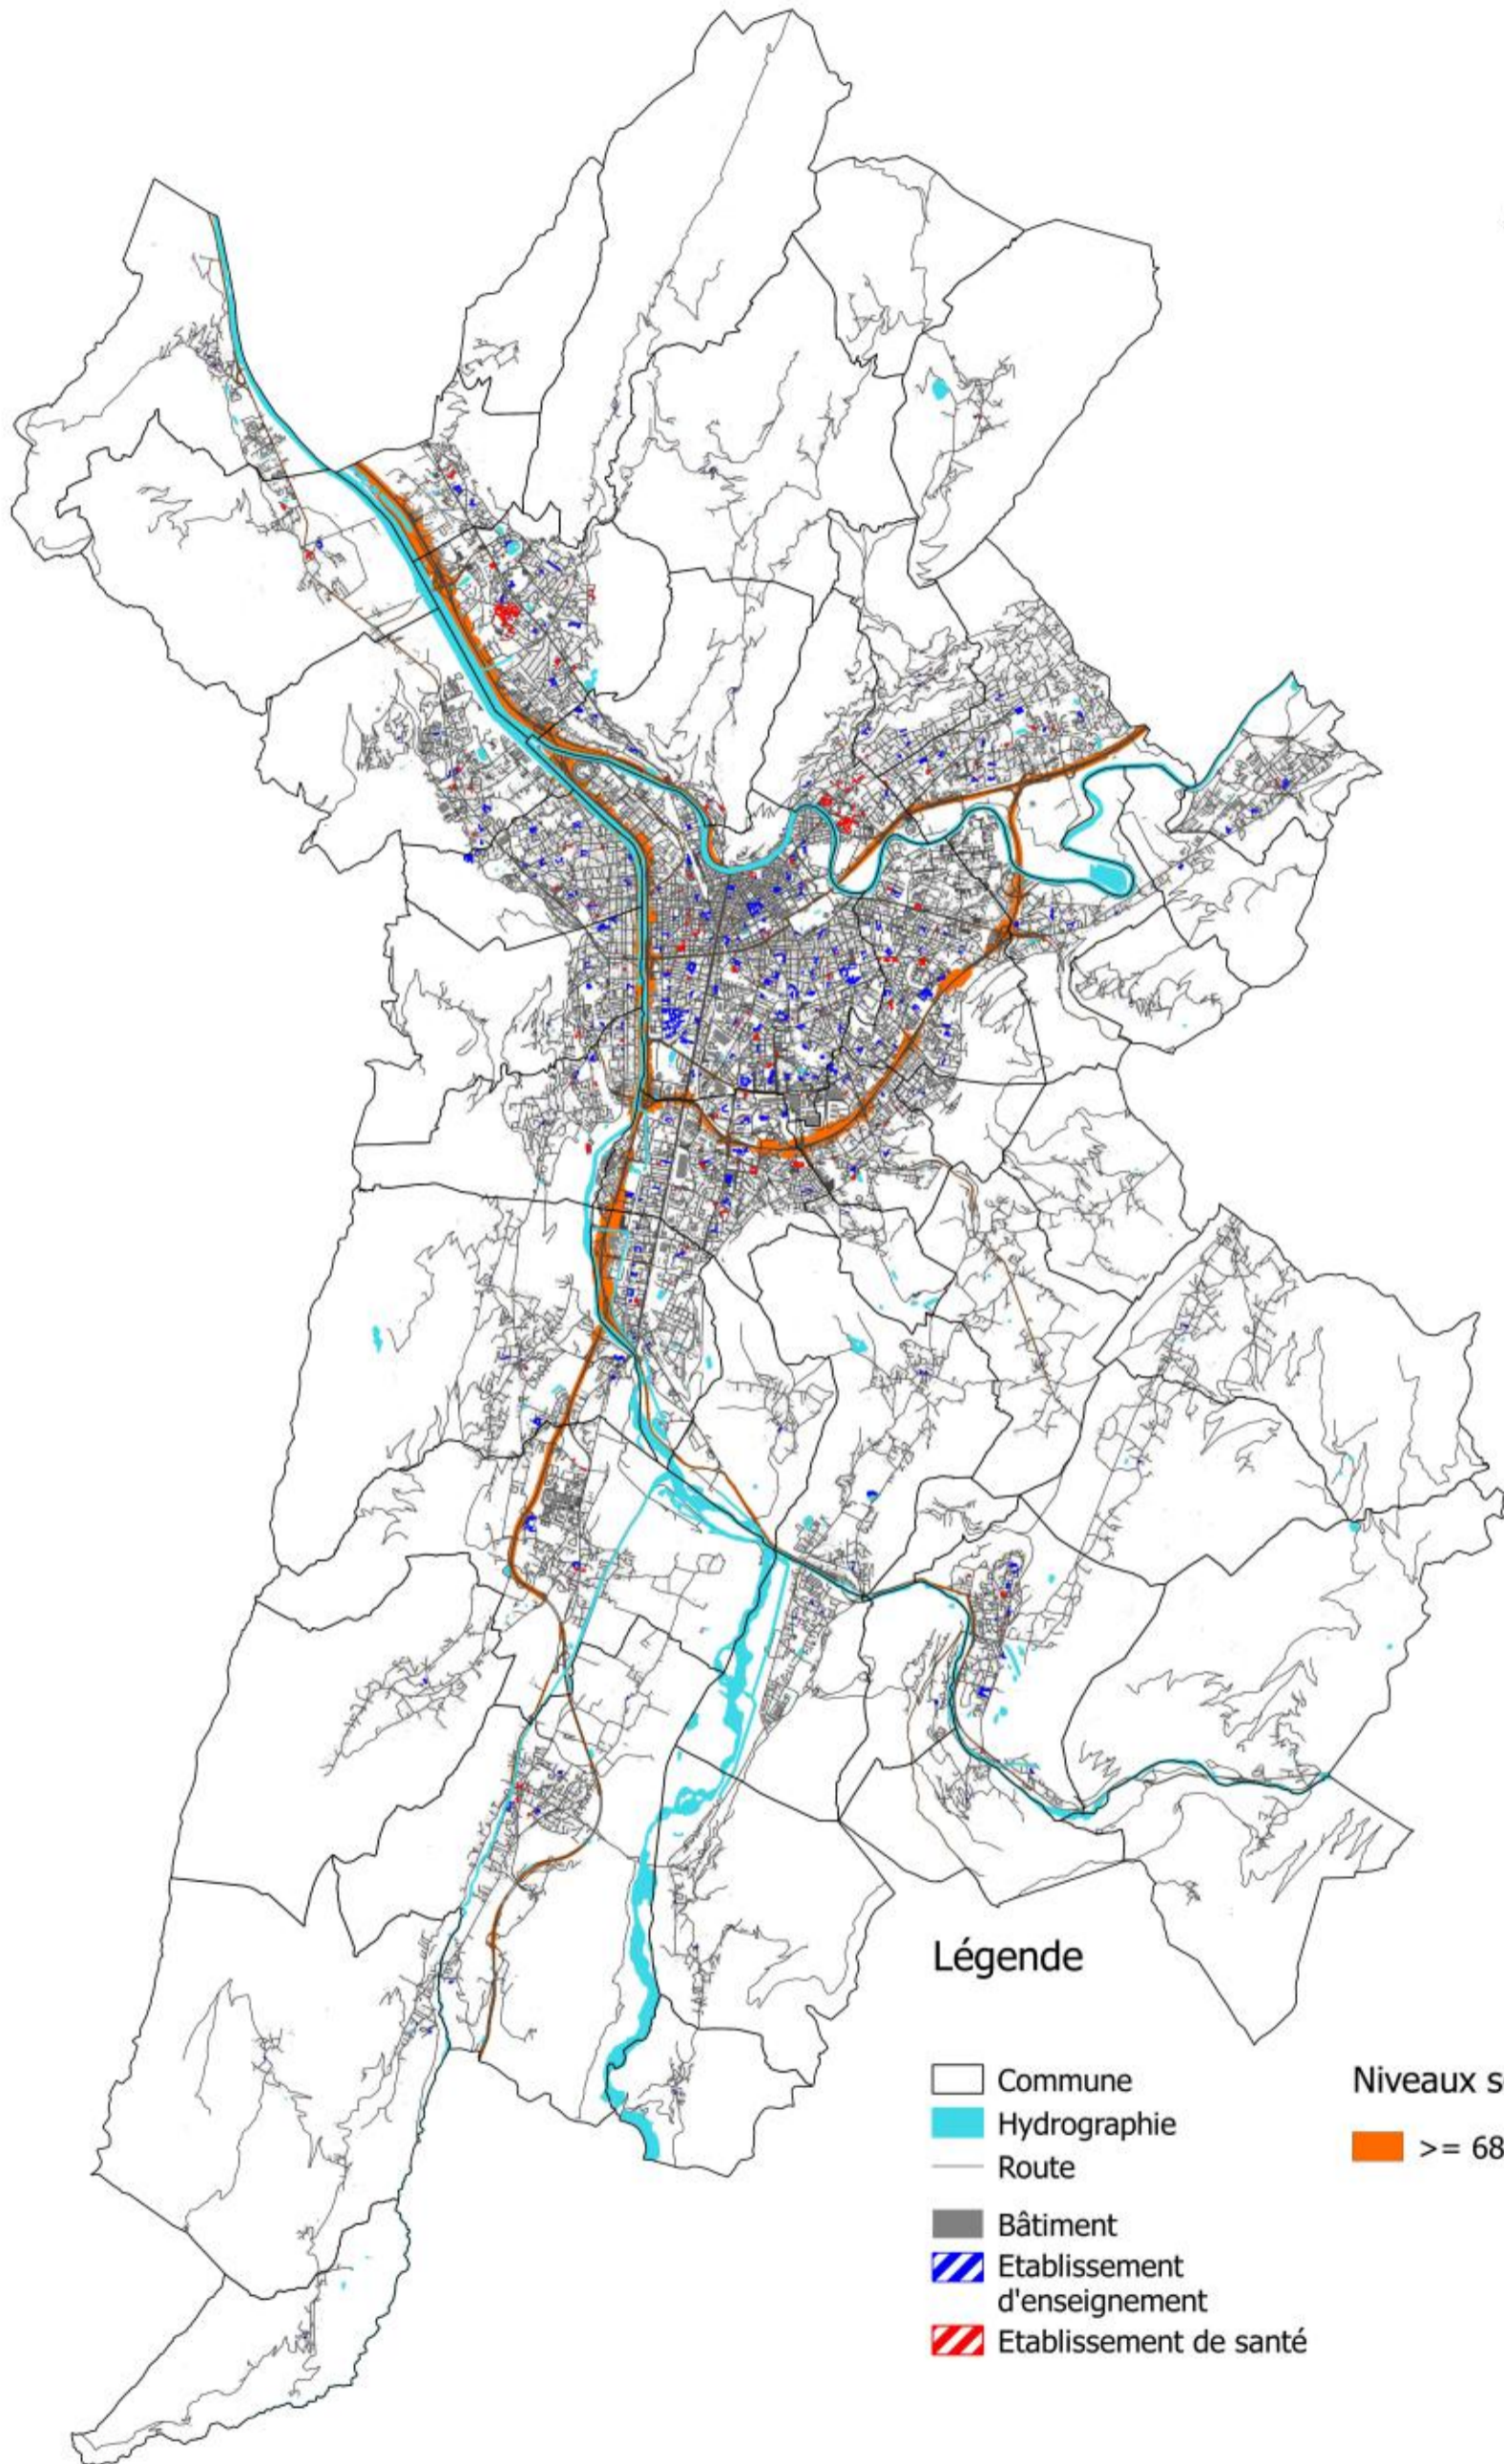 Légende
Commune
Hydrographie
Route
Bâtiment
Etablissement
d'enseignement
Etablissement de santé
Niveaux s
>= 68